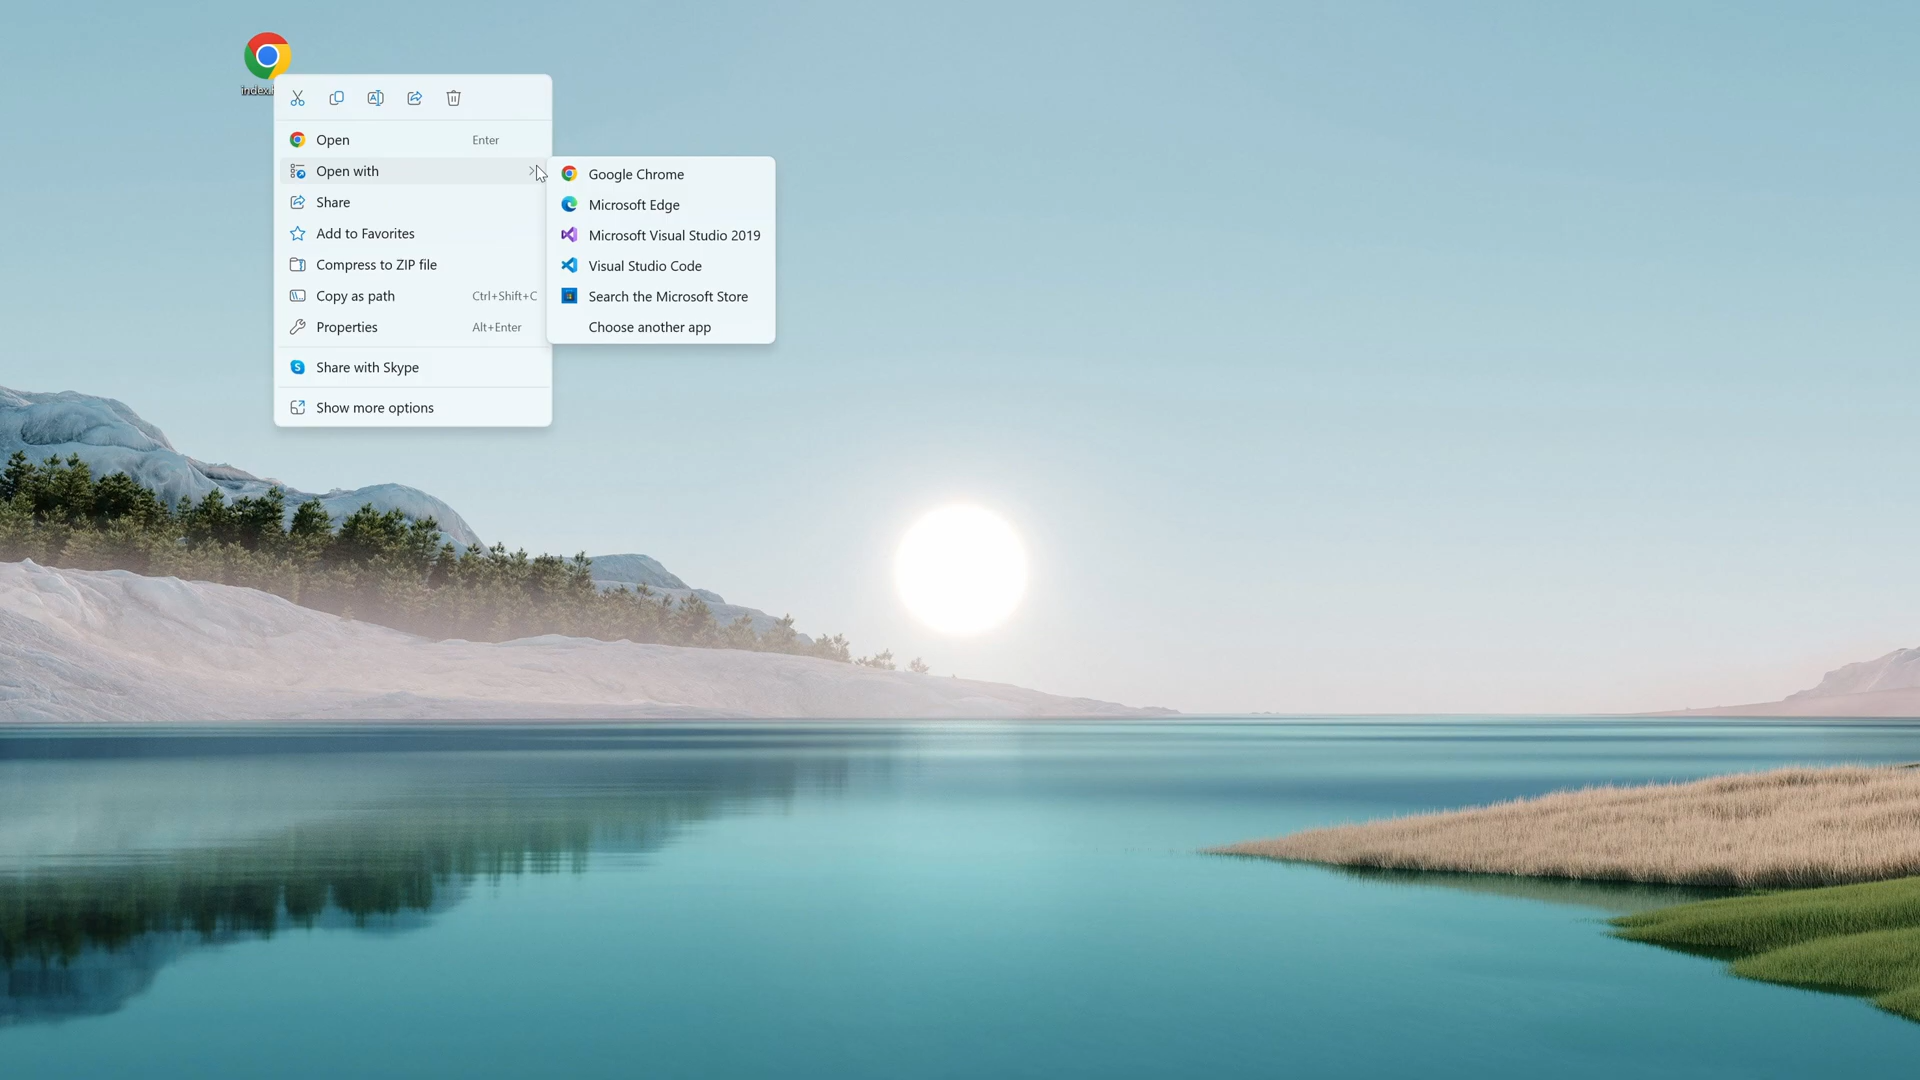 Open Enter
Open with
Share
Add to Favorites
Compress to ZIP file
Copy as path Ctrl+Shift+C
Properties Alt+Enter
Share with Skype
Show more options
Google Chrome
Microsoft Edge
Microsoft Visual Studio 2019
Visual Studio Code
Search the Microsoft Store
Choose another app